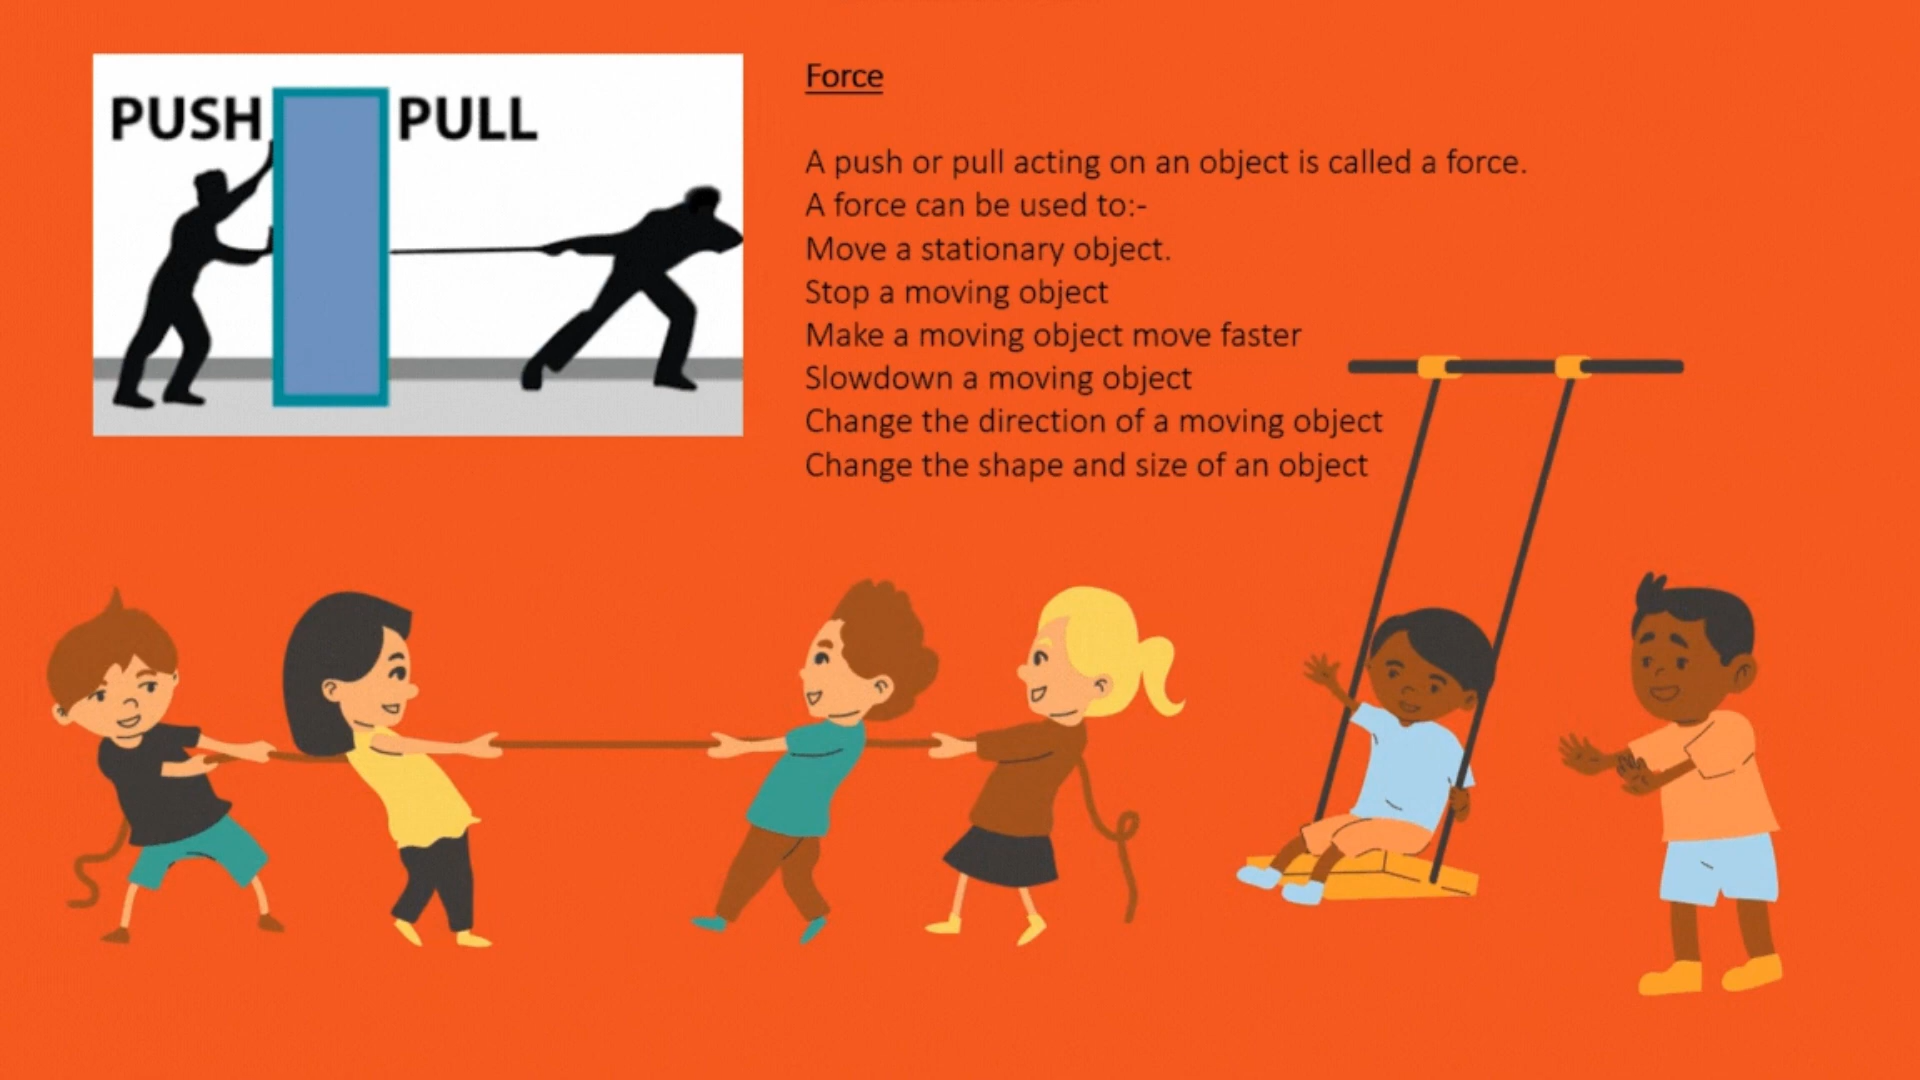 PUSH PULL
Force
A push or pull acting on an object is called a force.
A force can be used to:-
Move a stationary object.
Stop a moving object
Make a moving object move faster
Slowdown a moving object
Change the direction of a moving object
Change the shape and size of an object